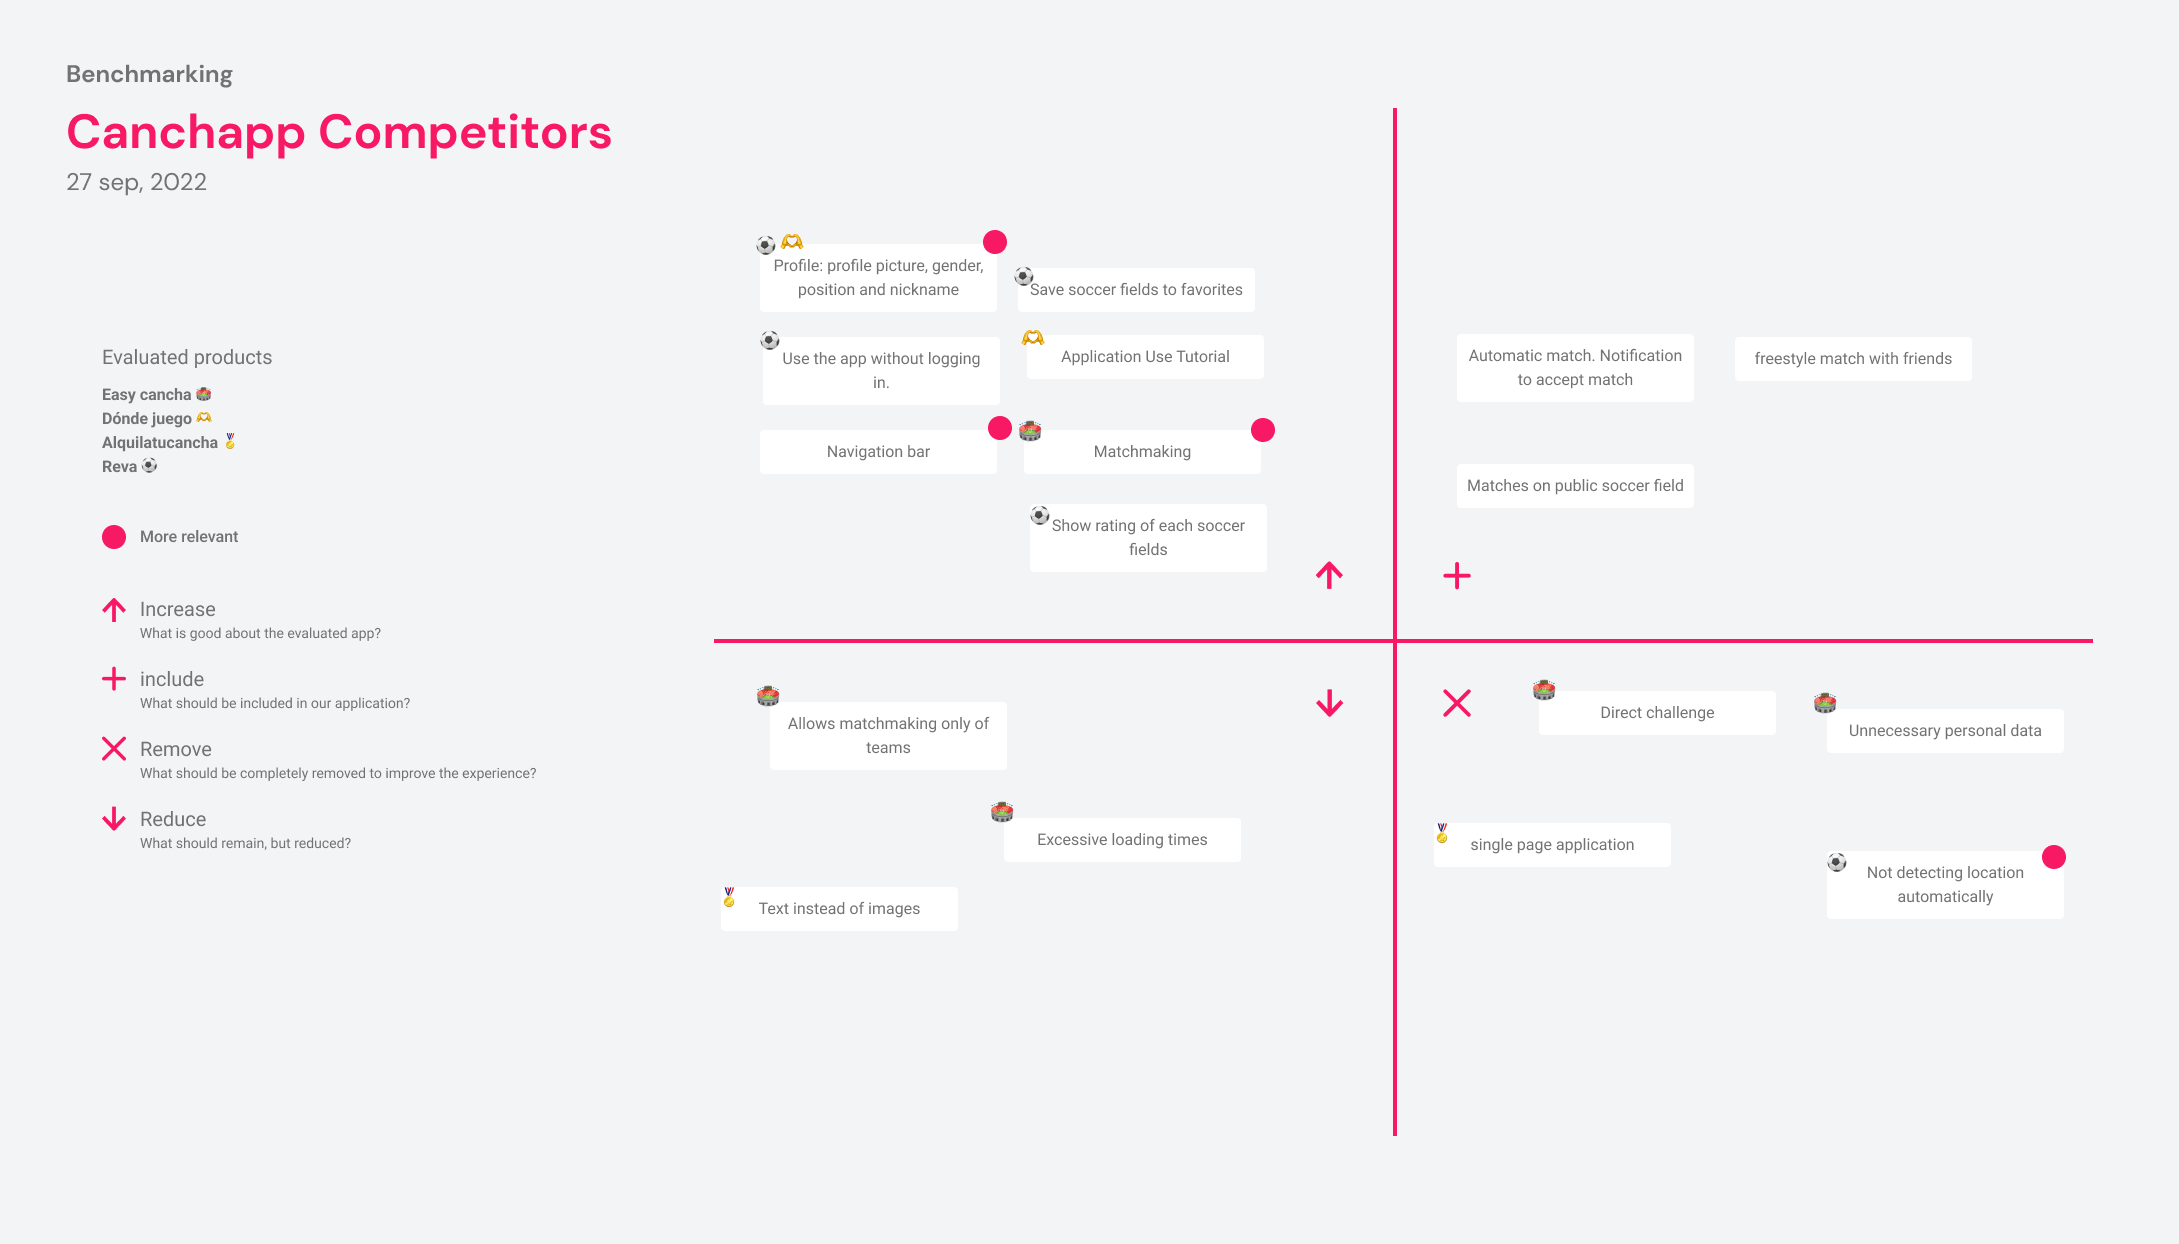 Benchmarking
Canchapp Competitors
27 sep, 2022
Evaluated products
Easy cancha 🏟️
Dónde juego 🫶
Alquilatucancha 🏅
Reva ⚽
More relevant
Increase
What is good about the evaluated app?
include
What should be included in our application?
Remove
What should be completely removed to improve the experience?
Reduce
What should remain, but reduced?
Profile: profile picture, gender,
position and nickname
Save soccer fields to favorites
Use the app without logging
in.
Application Use Tutorial
Navigation bar
Matchmaking
Show rating of each soccer
fields
Automatic match. Notification
to accept match
freestyle match with friends
Matches on public soccer field
Allows matchmaking only of
teams
Excessive loading times
Text instead of images
Direct challenge
Unnecessary personal data
single page application
Not detecting location
automatically